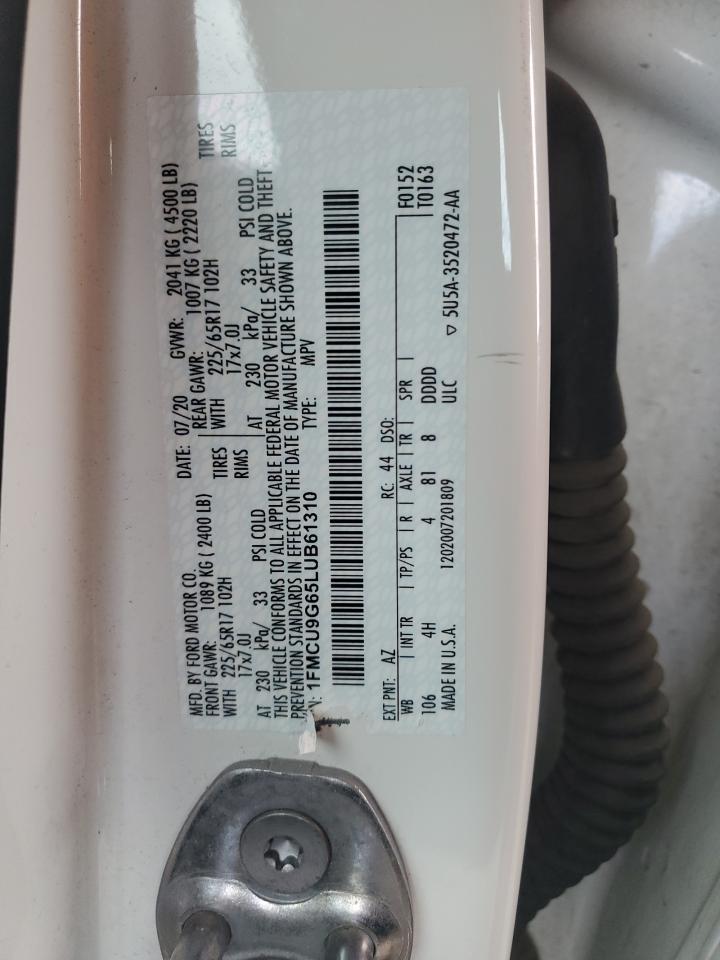 MFD. BY FORD MOTOR CO.
DATE: 07/20 GVWR: 2041 KG ( 4500 LB)
FRONT GAWR: 1089 KG ( 2400 LB) REAR GAWR: 1007 KG ( 2220 LB)
WITH 225/65R17 102H TIRES WITH 225/65R17 102H TIRES
17x7.0J RIMS 17x7.0J RIMS
AT 230 kPa/ 33 PSI COLD AT 230 kPa/ 33 PSI COLD
THIS VEHICLE CONFORMS TO ALL APPLICABLE FEDERAL MOTOR VEHICLE SAFETY AND THEFT
PREVENTION STANDARDS IN EFFECT ON THE DATE OF MANUFACTURE SHOWN ABOVE.
1FMCU9G65LUB61310 TYPE: MPV
EXT PNT: AZ RC: 44 DSO: F0152
WB INT TR TP/PS R AXLE TR SPR T0163
106 4H 4 81 8 DDDD
MADE IN U.S.A. 1202007201809 ULC ▽ 5U5A-3520472-AA